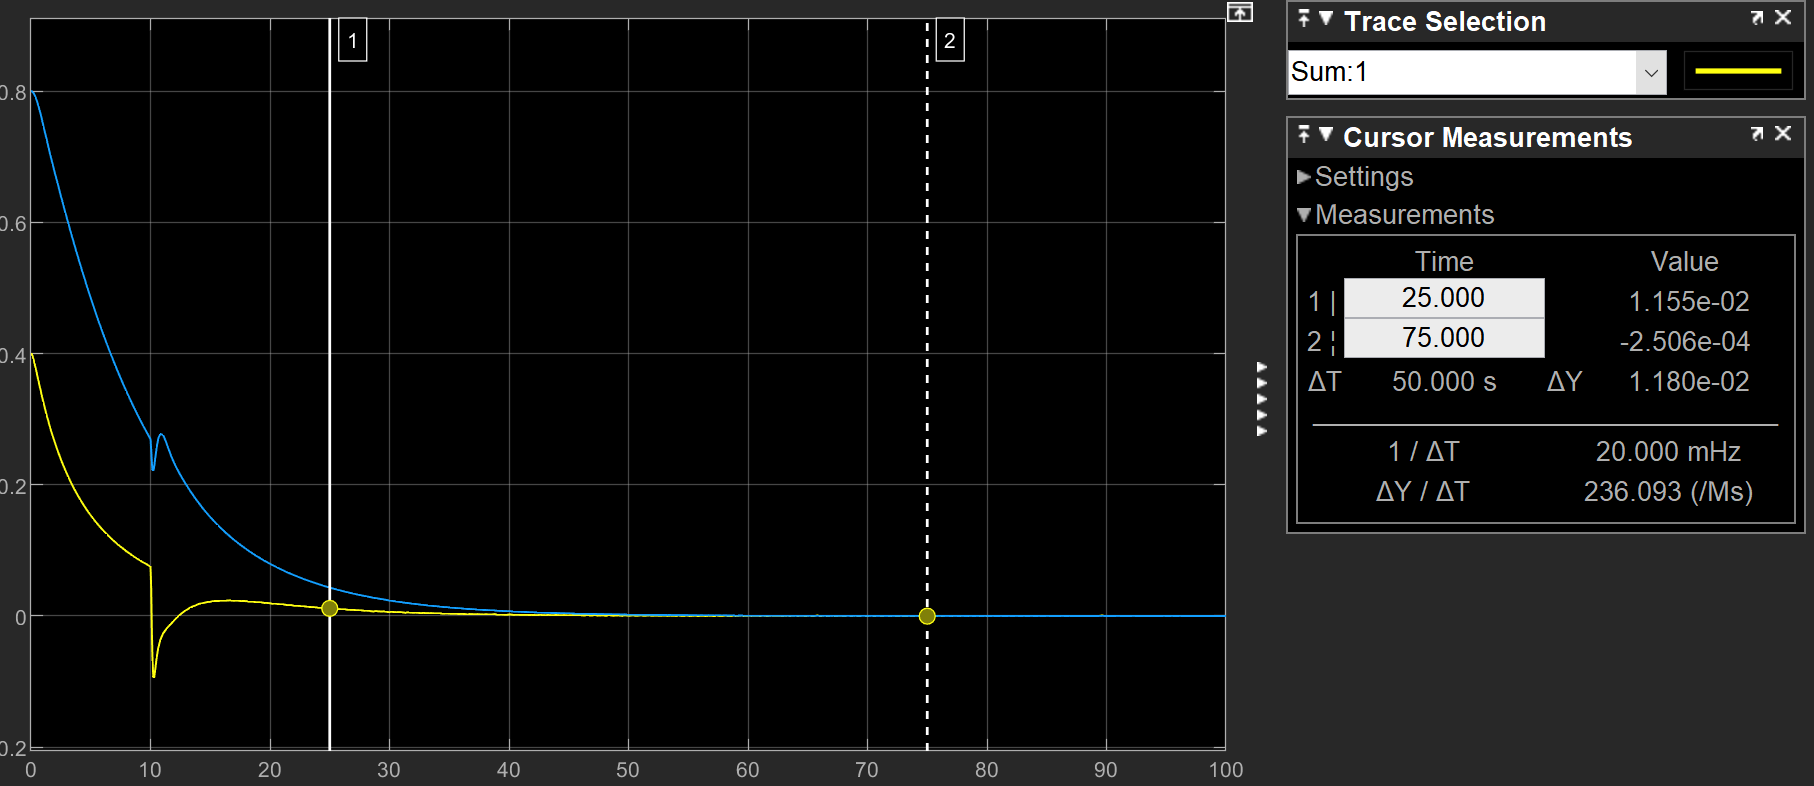 1
2
0.8
0.6
0.4
0.2
0
0.2
0 10 20 30 40 50 60 70 80 90 100
Trace Selection
Sum:1
Cursor Measurements
Settings
Measurements
Time Value
1 | 25.000 1.155e-02
2 ¦ 75.000 -2.506e-04
ΔT 50.000 s ΔY 1.180e-02
1 / ΔT 20.000 mHz
ΔY / ΔT 236.093 (/Ms)